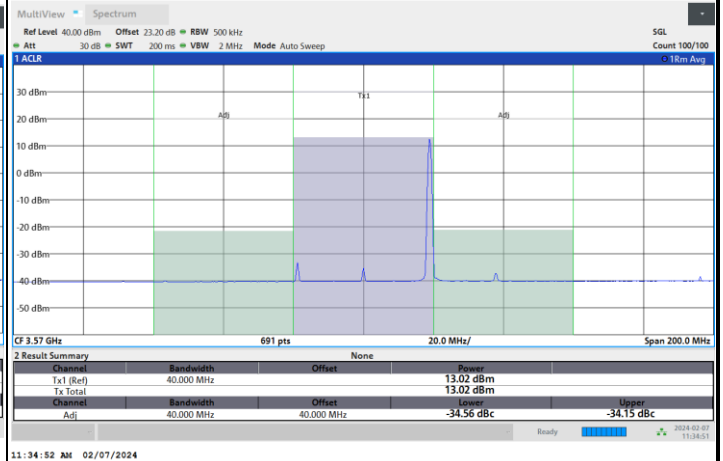 MultiView Spectrum
Ref Level 40.00 dBm Offset 23.20 dB RBW 500 kHz SGL
Att 30 dB SWT 200 ms VBW 2 MHz Mode Auto Sweep Count 100/100
1 ACLR 1Rm Avg
30 dBm
Tx1
20 dBm Adj Adj
10 dBm
0 dBm
-10 dBm
-20 dBm
-30 dBm
-40 dBm
-50 dBm
CF 3.57 GHz 691 pts 20.0 MHz/ Span 200.0 MHz
2 Result Summary None
Channel Bandwidth Offset Power
Tx1 (Ref) 40.000 MHz 13.02 dBm
Tx Total 13.02 dBm
Channel Bandwidth Offset Lower Upper
Adj 40.000 MHz 40.000 MHz -34.56 dBc -34.15 dBc
Ready 2024-02-07
11:34:51
11:34:52 AM 02/07/2024